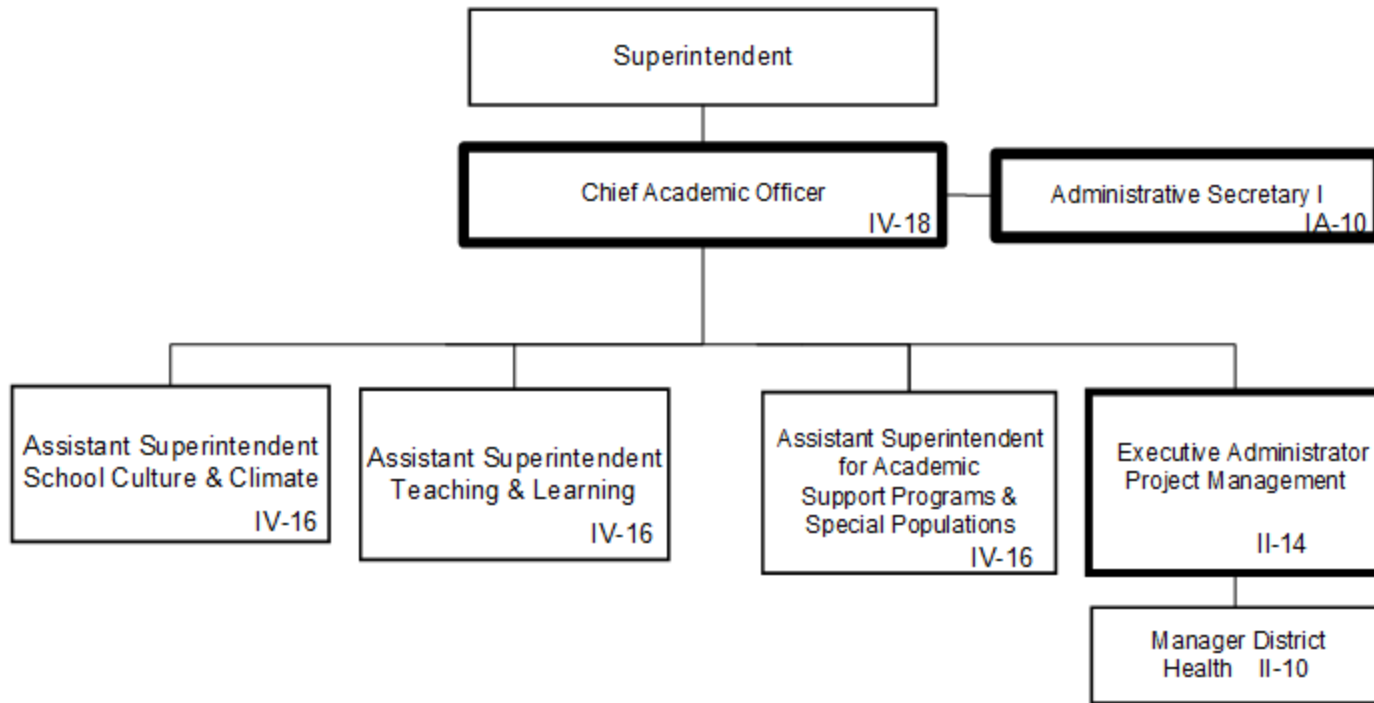 Superintendent
Chief Academic Officer
IV-18
Administrative Secretary I
IA-10
Assistant Superintendent
School Culture & Climate
IV-16
Assistant Superintendent
Teaching & Learning
IV-16
Assistant Superintendent
for Academic
Support Programs &
Special Populations
IV-16
Executive Administrator
Project Management
II-14
Manager District
Health II-10